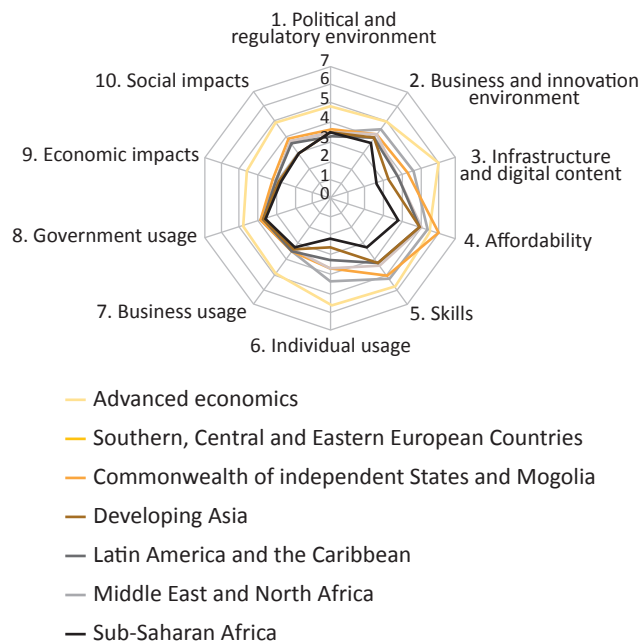 1. Political and
regulatory environment
10. Social impacts
2. Business and innovation
environment
9. Economic impacts
3. Infrastructure
and digital content
8. Government usage
4. Affordability
7. Business usage
5. Skills
6. Individual usage
7
6
5
4
3
2
1
0
Advanced economics
Southern, Central and Eastern European Countries
Commonwealth of independent States and Mogolia
Developing Asia
Latin America and the Caribbean
Middle East and North Africa
Sub-Saharan Africa